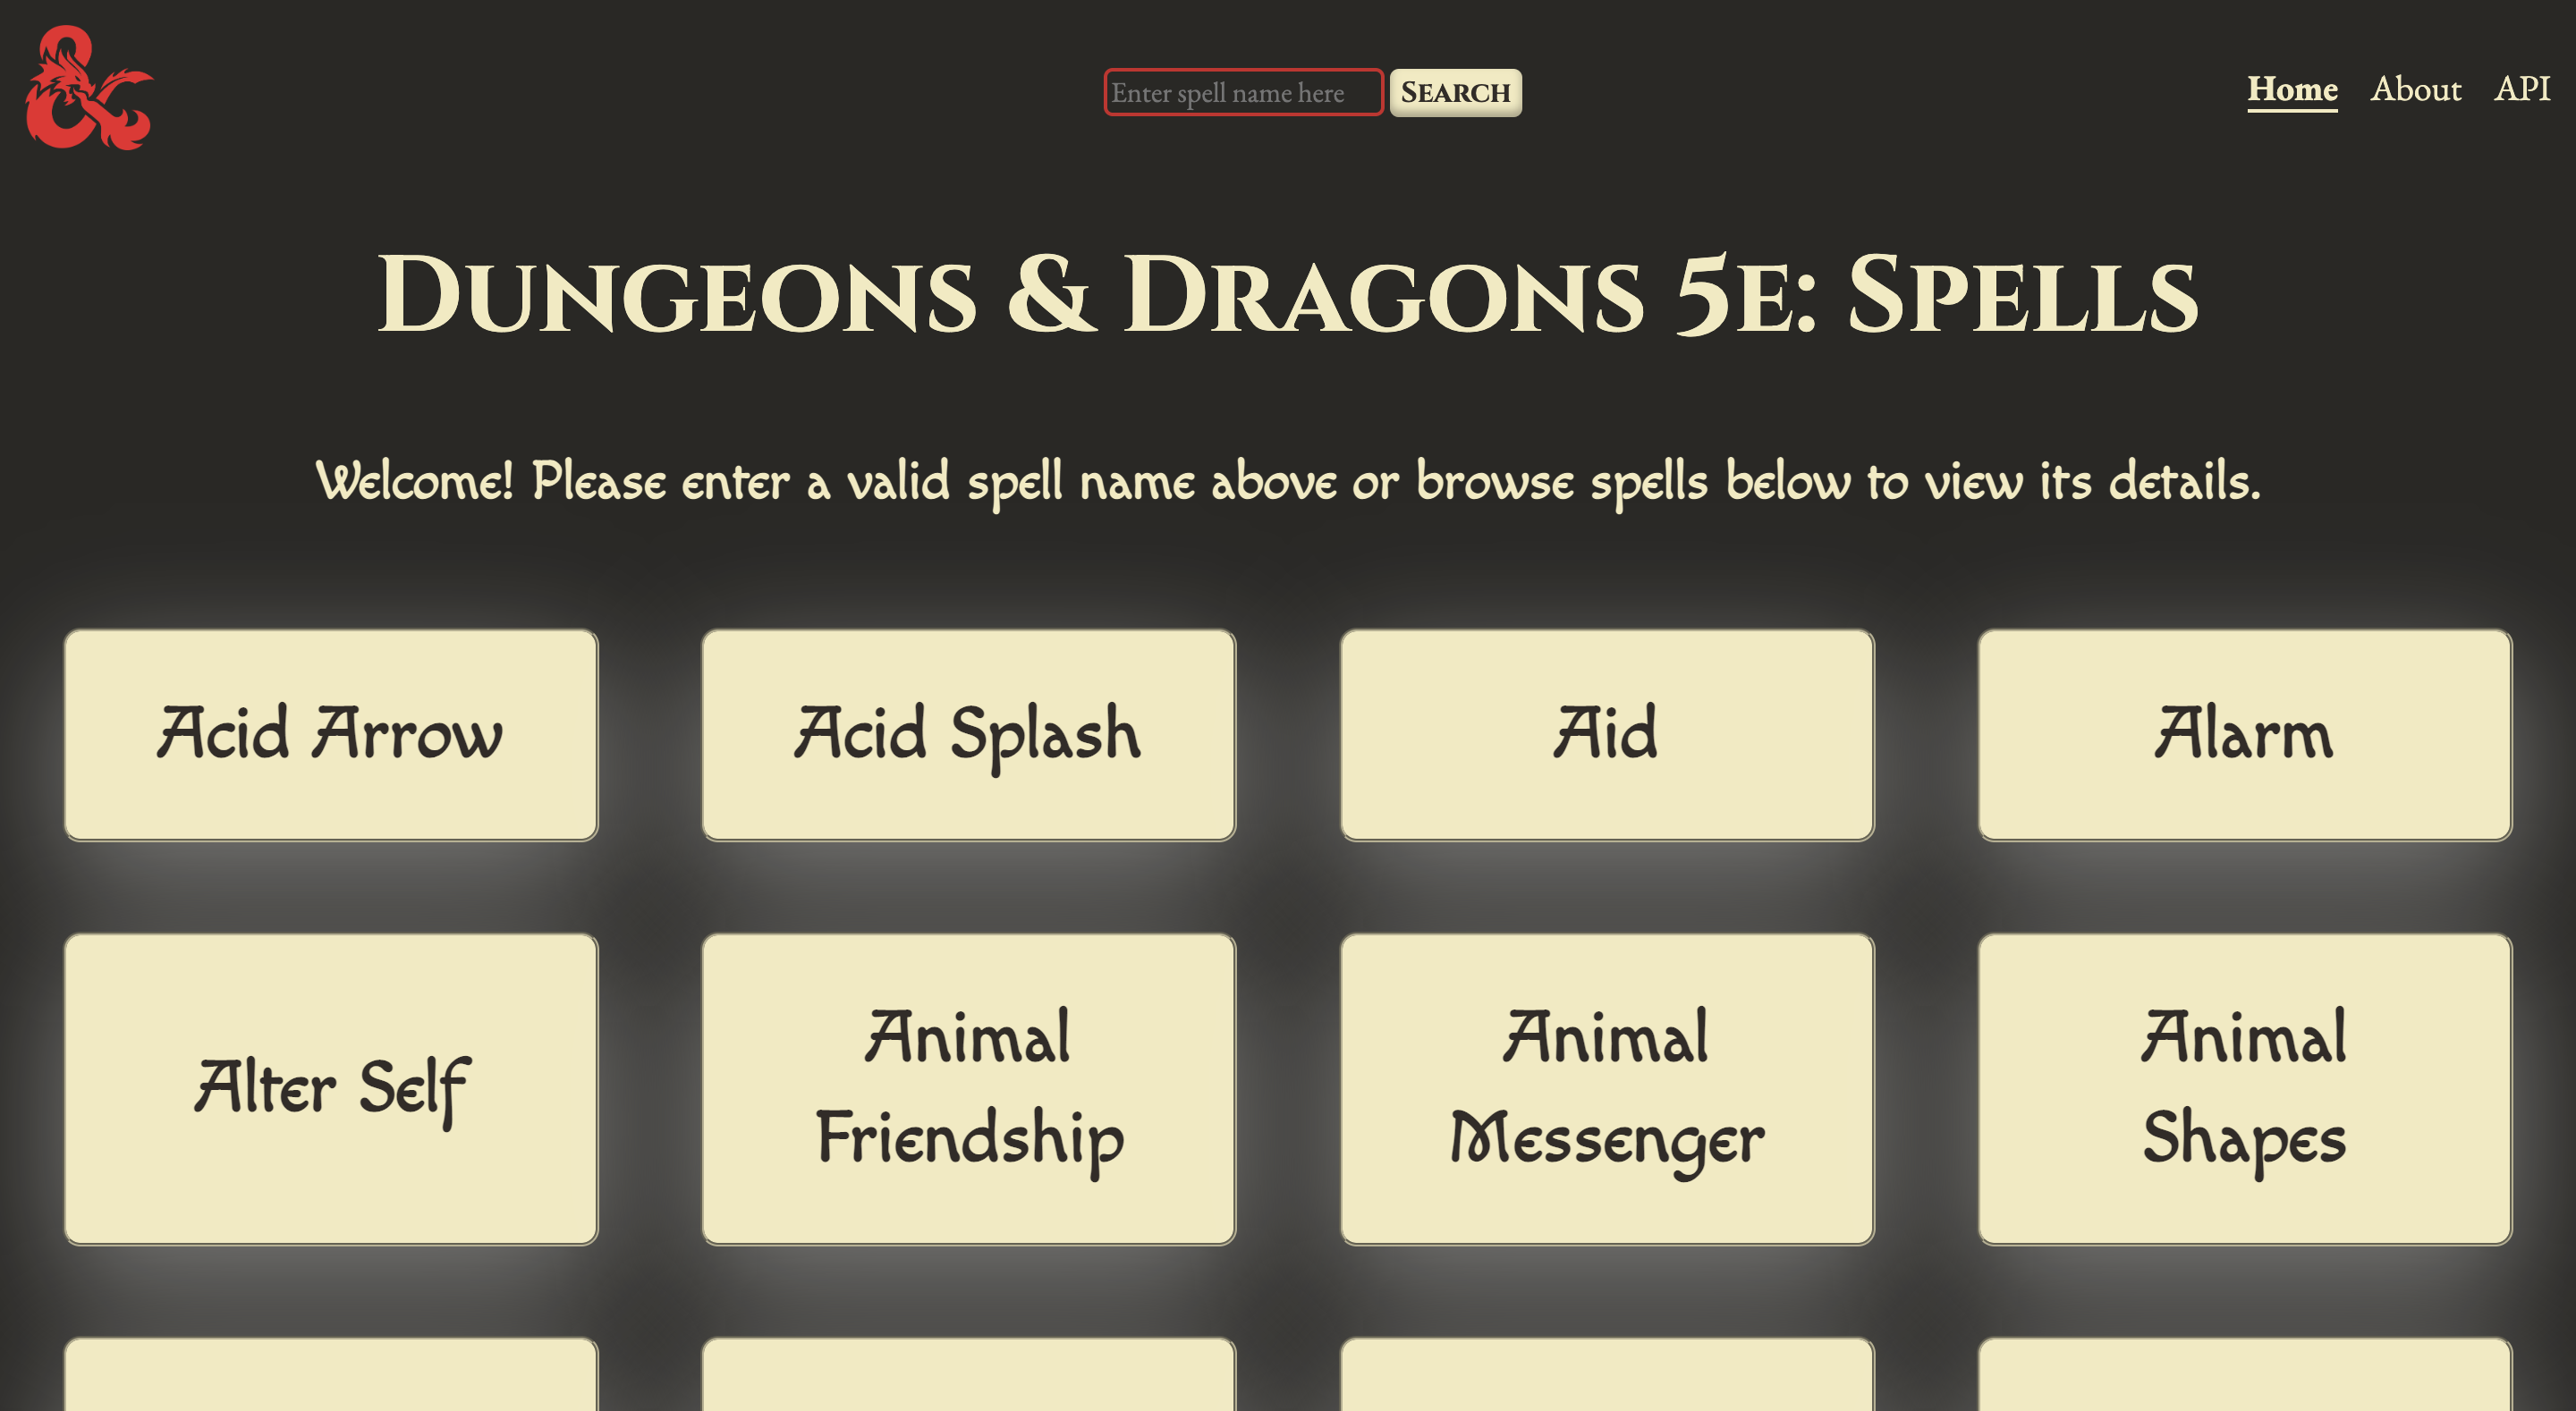 Enter spell name here
Search
Home
About
API
Dungeons & Dragons 5e: Spells
Welcome! Please enter a valid spell name above or browse spells below to view its details.
Acid Arrow
Acid Splash
Aid
Alarm
Alter Self
Animal
Friendship
Animal
Messenger
Animal
Shapes